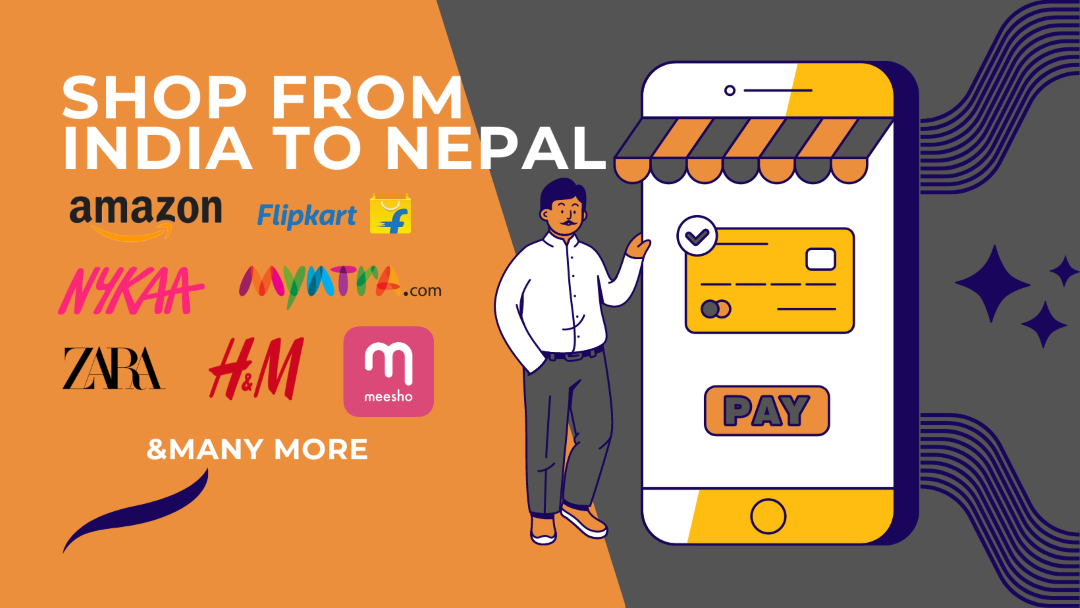 SHOP FROM
INDIA TO NEPAL
amazon
Flipkart f
NYKAA
Myntra.com
ZARA
H&M
m
meesho
&MANY MORE
PAY